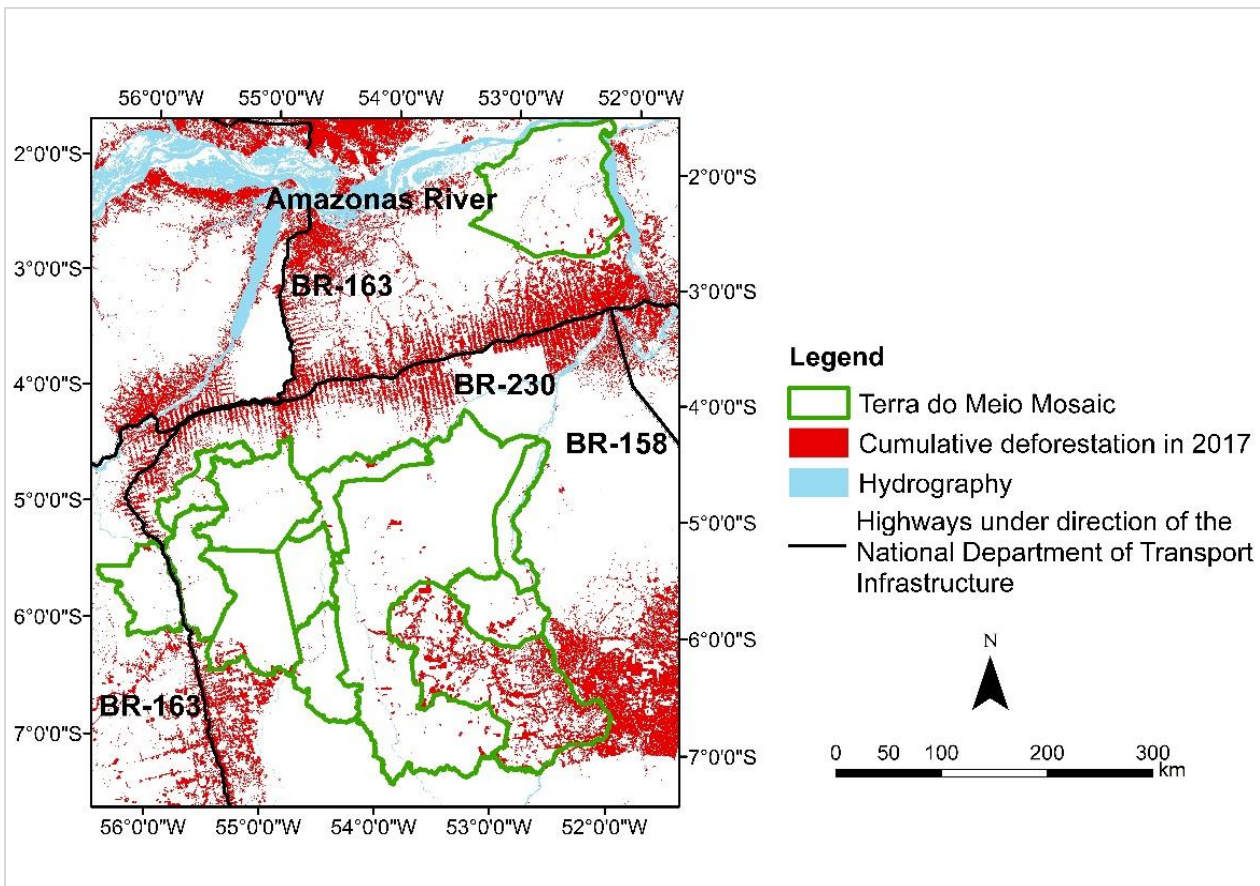 56°0'0"W 55°0'0"W 54°0'0"W 53°0'0"W 52°0'0"W
2°0'0"S
2°0'0"S
Amazonas River
3°0'0"S
BR-163
3°0'0"S
4°0'0"S
BR-230
4°0'0"S
BR-158
5°0'0"S
5°0'0"S
6°0'0"S
6°0'0"S
BR-163
7°0'0"S
7°0'0"S
56°0'0"W 55°0'0"W 54°0'0"W 53°0'0"W 52°0'0"W
Legend
Terra do Meio Mosaic
Cumulative deforestation in 2017
Hydrography
Highways under direction of the
National Department of Transport
Infrastructure
N
0 50 100 200 300
km